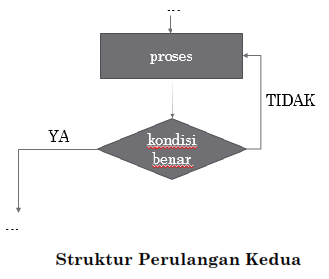 ...
proses
TIDAK
YA
kondisi
benar
...
Struktur Perulangan Kedua